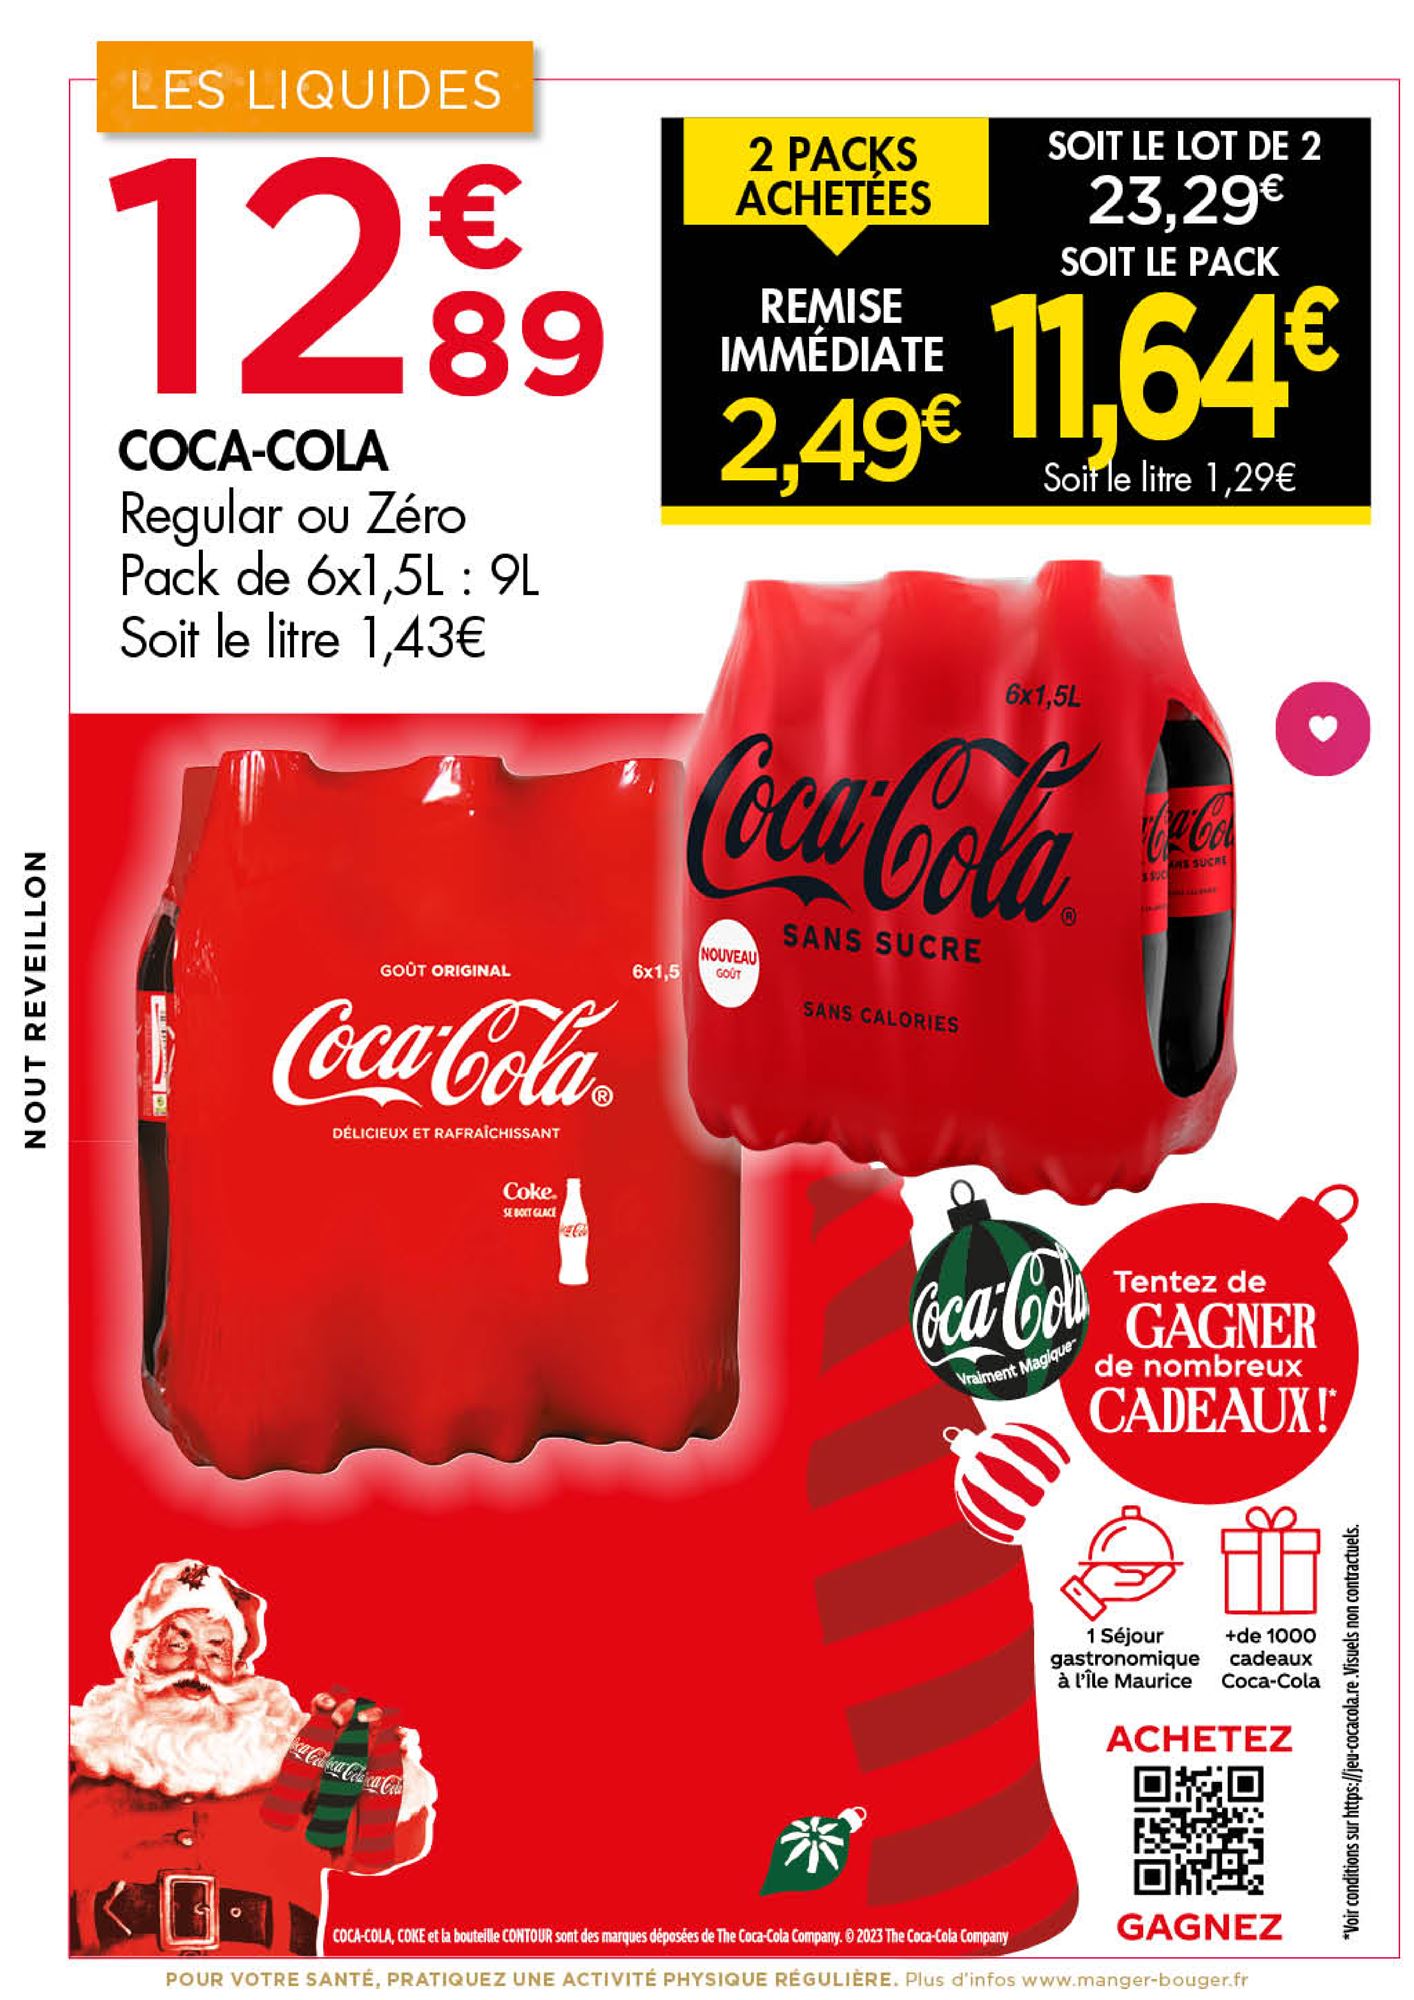 LES LIQUIDES
12€89
COCA-COLA
Regular ou Zéro
Pack de 6x1,5L : 9L
Soit le litre 1,43€
2 PACKS
ACHETÉES
REMISE
IMMÉDIATE
2,49€
SOIT LE LOT DE 2
23,29€
SOIT LE PACK
11,64€
Soit le litre 1,29€
NOUT REVEILLON
6x1,5L
Coca-Cola®
SANS SUCRE
NOUVEAU
GOÛT
SANS CALORIES
GOÛT ORIGINAL
6x1,5
Coca-Cola®
DÉLICIEUX ET RAFRAÎCHISSANT
Coke.
SE BOIT GLACÉ
Coca-Cola
Vraiment Magique
Tentez de
GAGNER
de nombreux
CADEAUX!*
1 Séjour
gastronomique
à l'Île Maurice
+de 1000
cadeaux
Coca-Cola
ACHETEZ
GAGNEZ
*Voir conditions sur https://jeu-cocacola.re .Visuels non contractuels.
COCA-COLA, COKE et la bouteille CONTOUR sont des marques déposées de The Coca-Cola Company. © 2023 The Coca-Cola Company
POUR VOTRE SANTÉ, PRATIQUEZ UNE ACTIVITÉ PHYSIQUE RÉGULIÈRE. Plus d'infos www.manger-bouger.fr